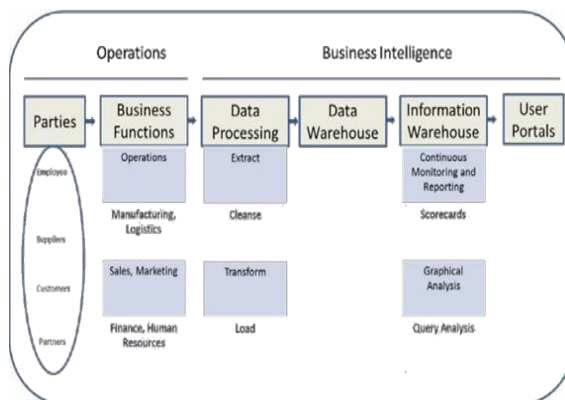 Operations
Business Intelligence
Parties
Business
Functions
Data
Processing
Data
Warehouse
Information
Warehouse
User
Portals
Employee
Suppliers
Customers
Partners
Operations
Manufacturing,
Logistics
Sales, Marketing
Finance, Human
Resources
Extract
Cleanse
Transform
Load
Continuous
Monitoring and
Reporting
Scorecards
Graphical
Analysis
Query Analysis